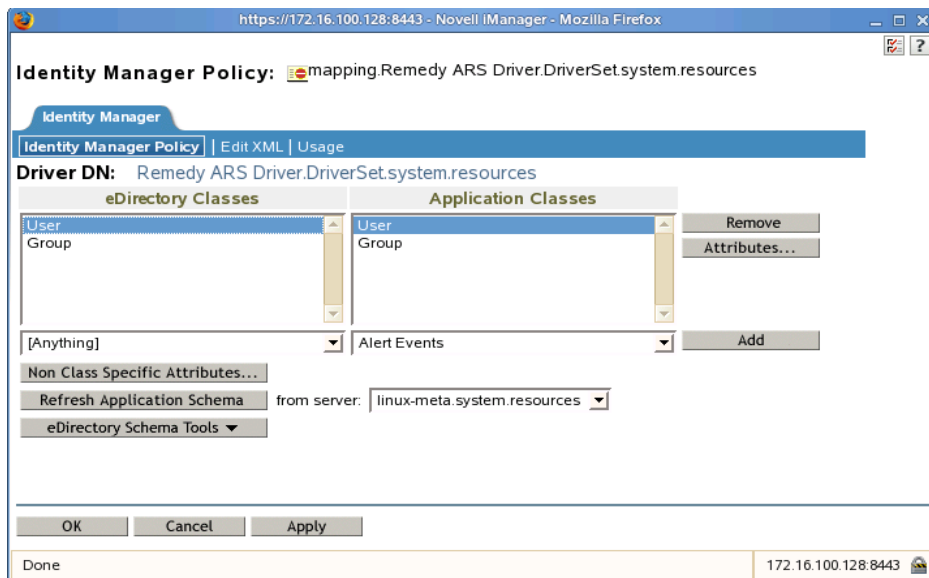 https://172.16.100.128:8443 - Novell iManager - Mozilla Firefox
?
Identity Manager Policy: mapping.Remedy ARS Driver.DriverSet.system.resources
Identity Manager
Identity Manager Policy | Edit XML | Usage
Driver DN: Remedy ARS Driver.DriverSet.system.resources
eDirectory Classes Application Classes
User User Remove
Group Group Attributes...
[Anything] Alert Events Add
Non Class Specific Attributes...
Refresh Application Schema from server: linux-meta.system.resources
eDirectory Schema Tools
OK Cancel Apply
Done 172.16.100.128:8443